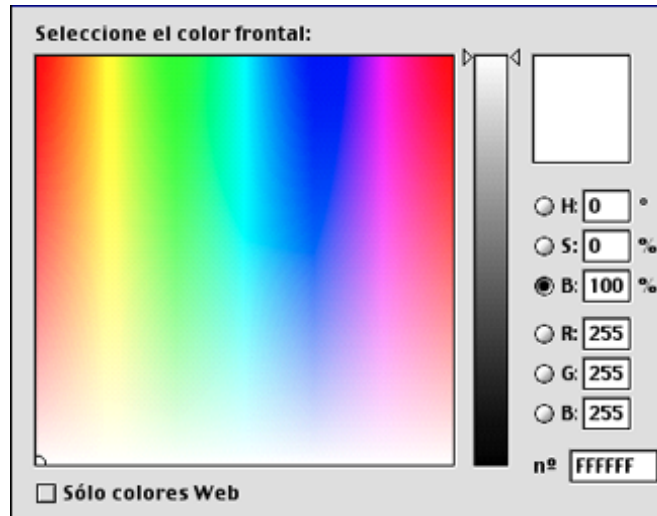 Seleccione el color frontal:
H: 0 °
S: 0 %
B: 100 %
R: 255
G: 255
B: 255
nº FFFFFF
Sólo colores Web